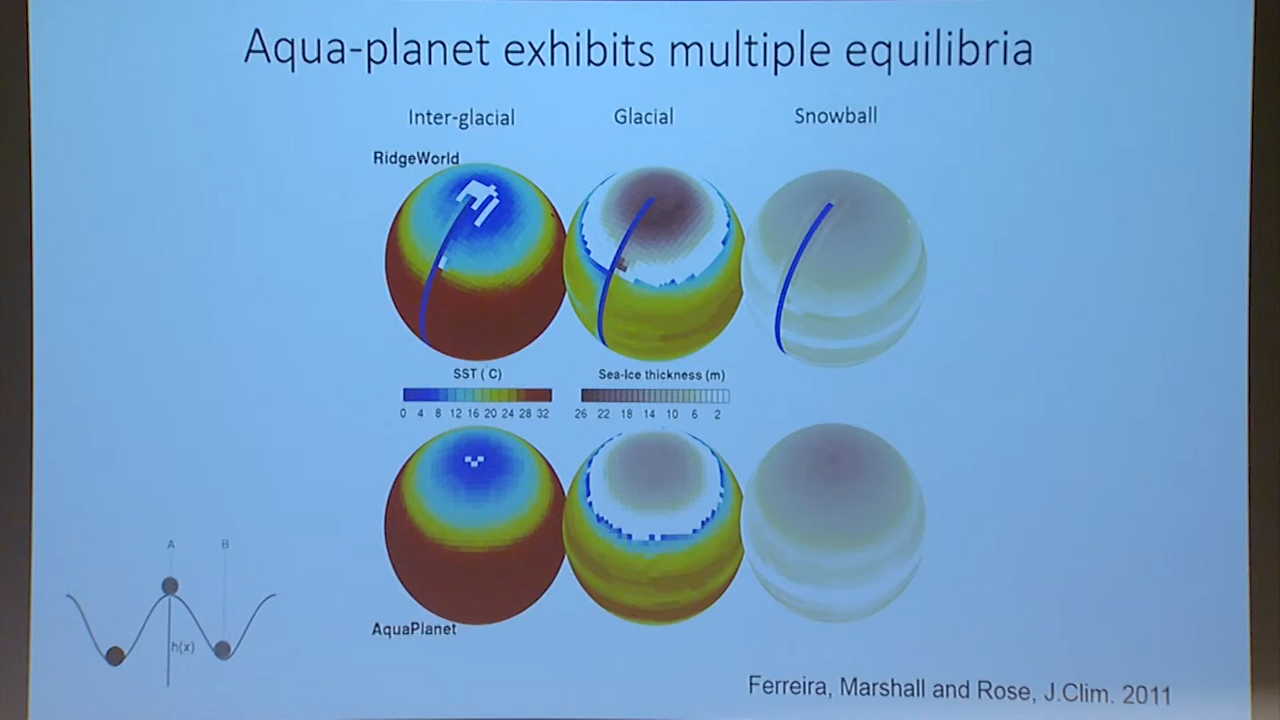 Aqua-planet exhibits multiple equilibria
Inter-glacial Glacial Snowball
RidgeWorld
SST ( C) Sea-Ice thickness (m)
0 4 8 12 16 20 24 28 32 26 22 18 14 10 6 2
A B
h(x)
AquaPlanet
Ferreira, Marshall and Rose, J.Clim. 2011